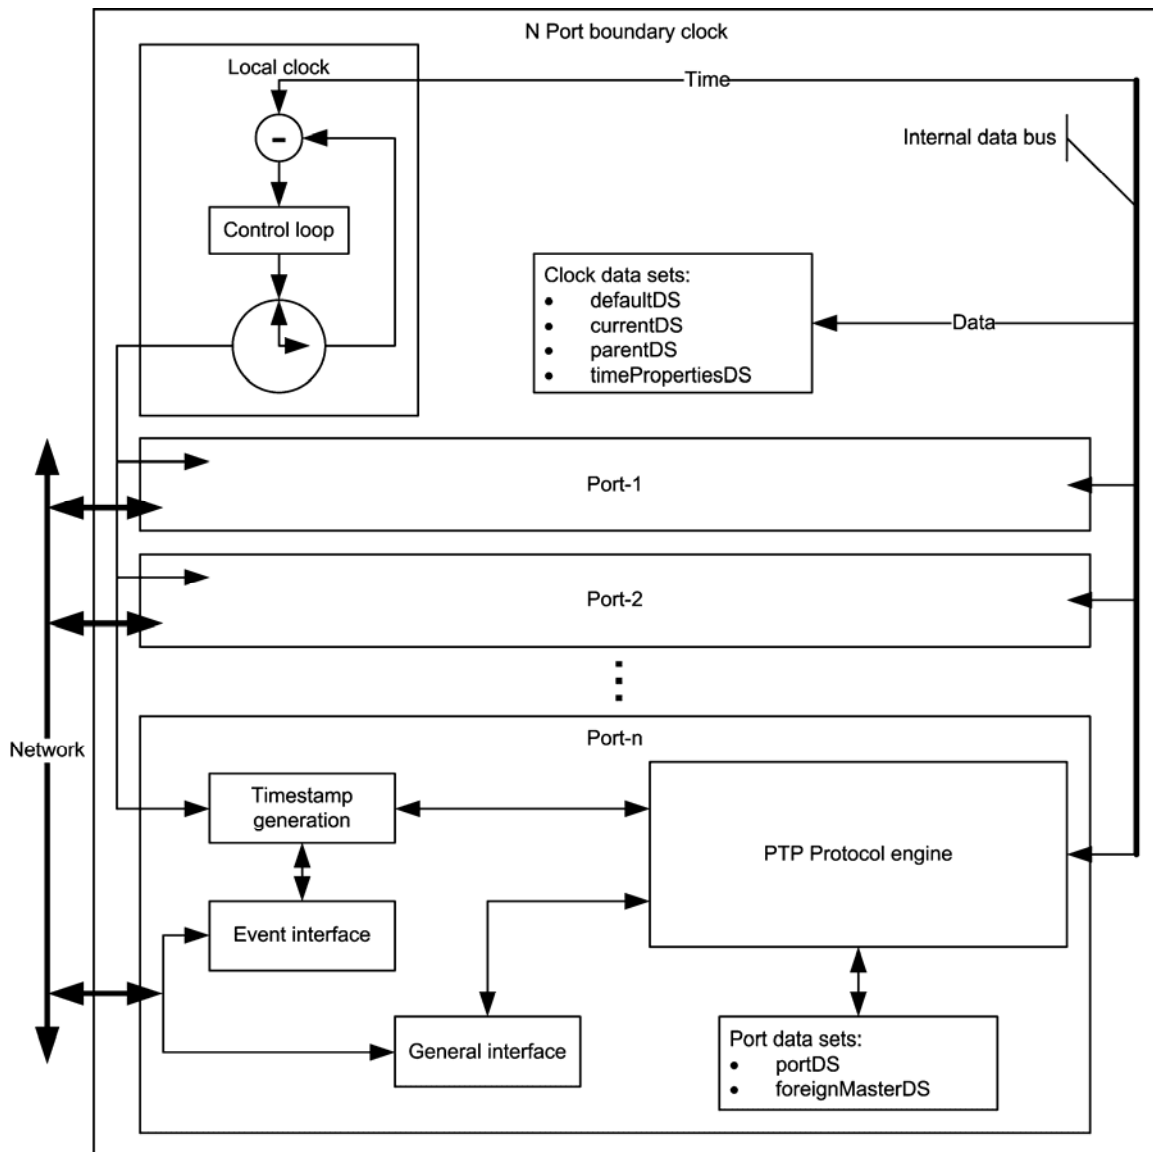 N Port boundary clock
Local clock
Time
-
Internal data bus
Control loop
Clock data sets:
• defaultDS
• currentDS
• parentDS
• timePropertiesDS
Data
Port-1
Port-2
Port-n
Network
Timestamp
generation
PTP Protocol engine
Event interface
General interface
Port data sets:
• portDS
• foreignMasterDS